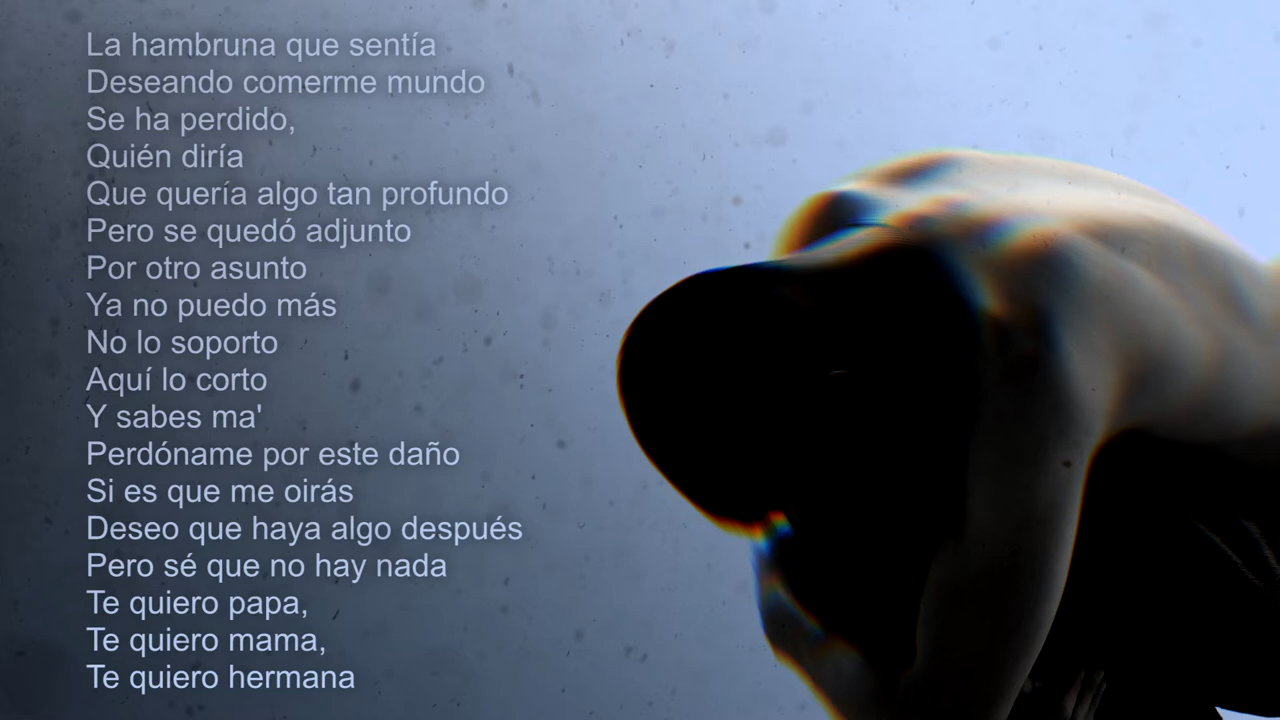 La hambruna que sentía
Deseando comerme mundo
Se ha perdido,
Quién diría
Que quería algo tan profundo
Pero se quedó adjunto
Por otro asunto
Ya no puedo más
No lo soporto
Aquí lo corto
Y sabes ma'
Perdóname por este daño
Si es que me oirás
Deseo que haya algo después
Pero sé que no hay nada
Te quiero papa,
Te quiero mama,
Te quiero hermana